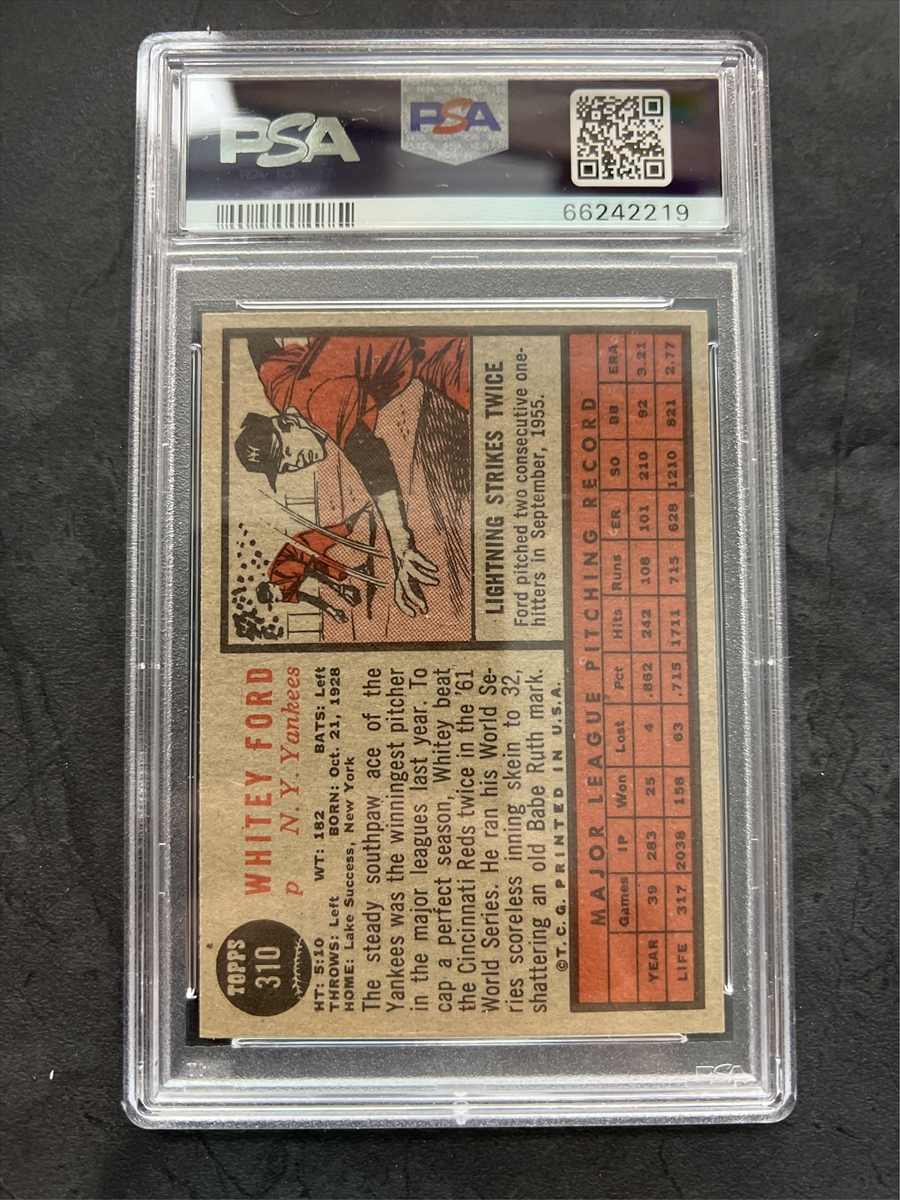 PSA
PSA
66242219
TOPPS
310
WHITEY FORD
p N. Y. Yankees
HT: 5:10 WT: 182 BATS: Left
THROWS: Left BORN: Oct. 21, 1928
HOME: Lake Success, New York
The steady southpaw ace of the
Yankees was the winningest pitcher
in the major leagues last year. To
cap a perfect season, Whitey beat
the Cincinnati Reds twice in the '61
World Series. He ran his World Se-
ries scoreless inning sken to 32,
shattering an old Babe Ruth mark.
©T. C. G. PRINTED IN U.S.A.
LIGHTNING STRIKES TWICE
Ford pitched two consecutive one-
hitters in September, 1955.
MAJOR LEAGUE PITCHING RECORD
Games IP Won Lost Pct Hits Runs ER SO BB ERA
YEAR 39 283 25 4 .862 242 108 101 210 92 3.21
LIFE 317 2038 158 63 .715 1711 715 628 1210 821 2.77
PSA